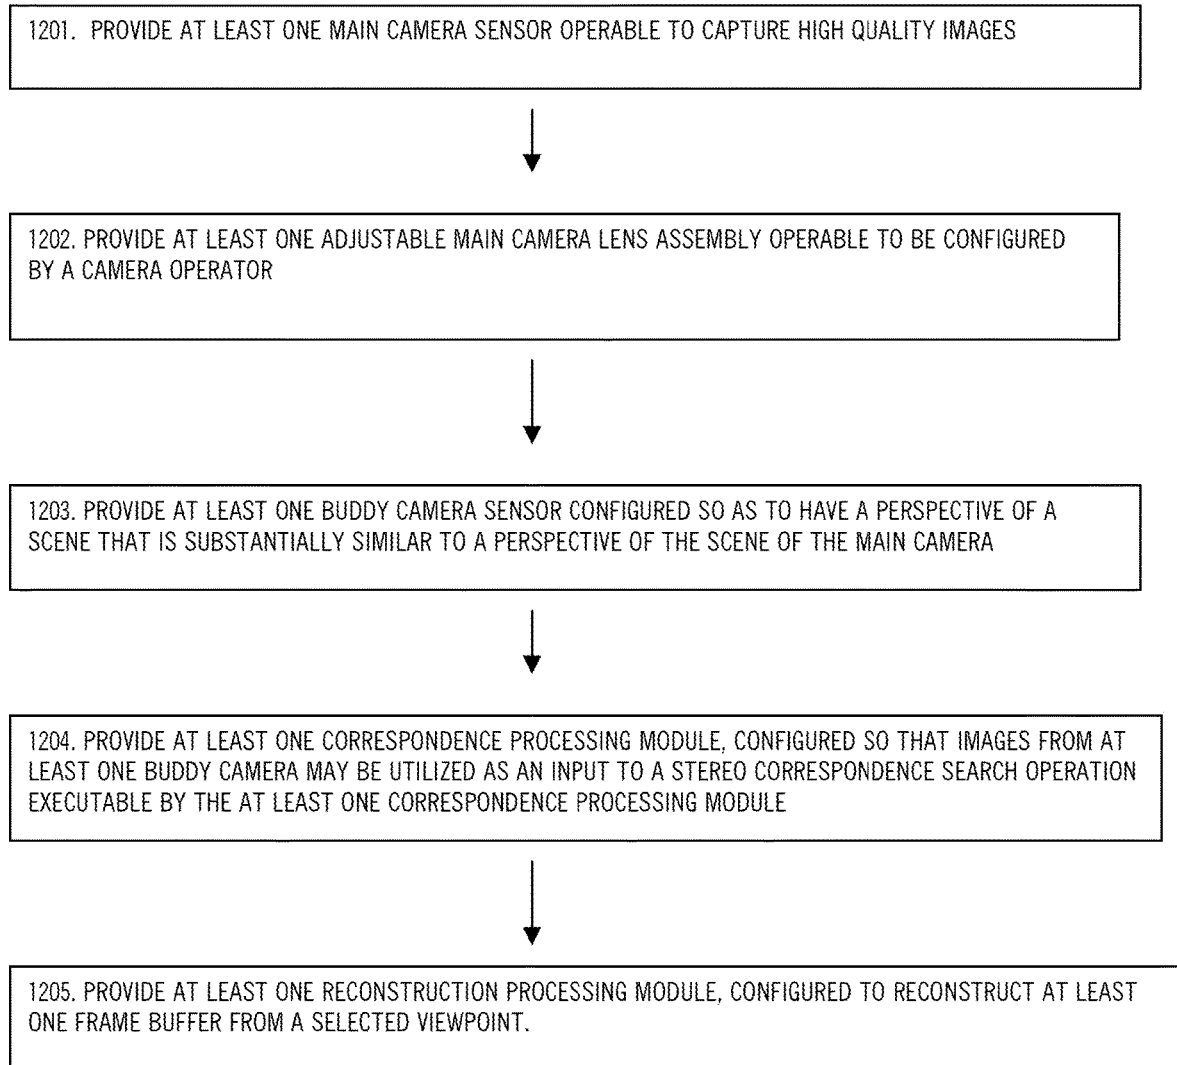 1201. PROVIDE AT LEAST ONE MAIN CAMERA SENSOR OPERABLE TO CAPTURE HIGH QUALITY IMAGES
1202. PROVIDE AT LEAST ONE ADJUSTABLE MAIN CAMERA LENS ASSEMBLY OPERABLE TO BE CONFIGURED
BY A CAMERA OPERATOR
1203. PROVIDE AT LEAST ONE BUDDY CAMERA SENSOR CONFIGURED SO AS TO HAVE A PERSPECTIVE OF A
SCENE THAT IS SUBSTANTIALLY SIMILAR TO A PERSPECTIVE OF THE SCENE OF THE MAIN CAMERA
1204. PROVIDE AT LEAST ONE CORRESPONDENCE PROCESSING MODULE, CONFIGURED SO THAT IMAGES FROM AT
LEAST ONE BUDDY CAMERA MAY BE UTILIZED AS AN INPUT TO A STEREO CORRESPONDENCE SEARCH OPERATION
EXECUTABLE BY THE AT LEAST ONE CORRESPONDENCE PROCESSING MODULE
1205. PROVIDE AT LEAST ONE RECONSTRUCTION PROCESSING MODULE, CONFIGURED TO RECONSTRUCT AT LEAST
ONE FRAME BUFFER FROM A SELECTED VIEWPOINT.